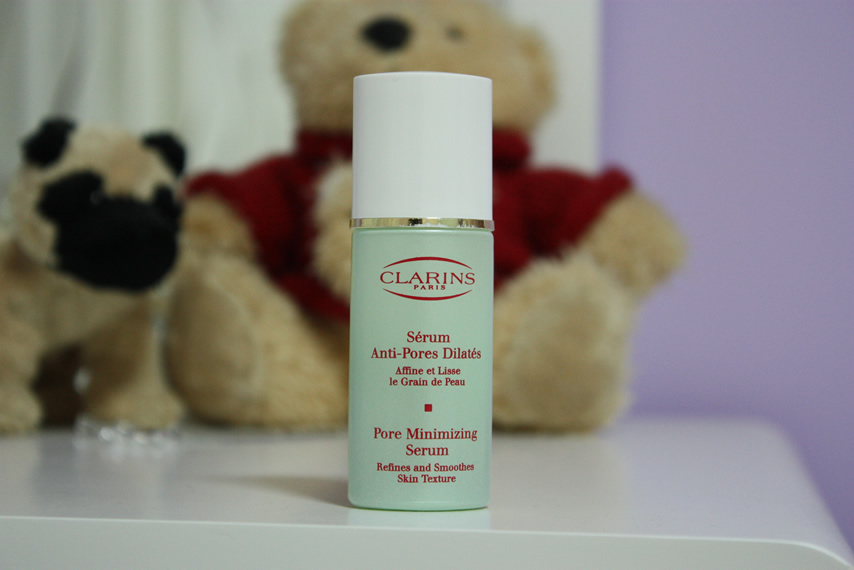 CLARINS
PARIS
Sérum
Anti-Pores Dilatés
Affine et Lisse
le Grain de Peau
Pore Minimizing
Serum
Refines and Smoothes
Skin Texture